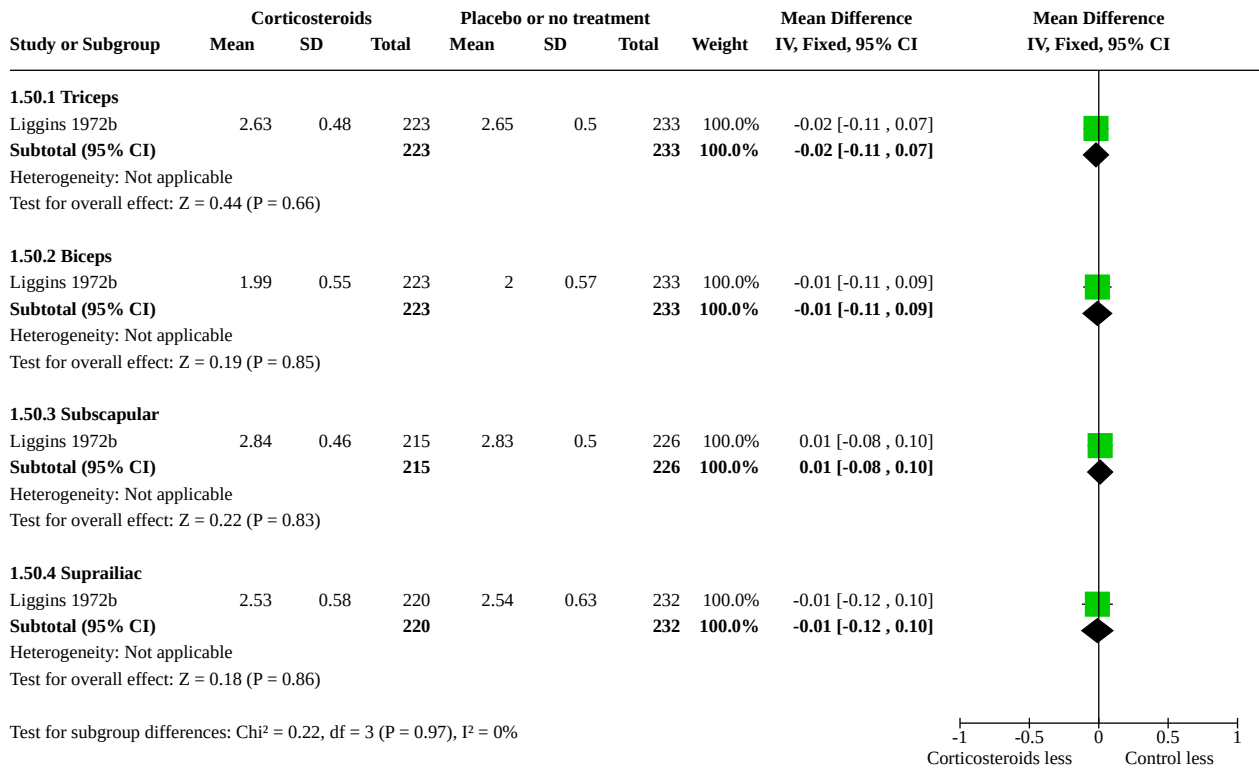 Corticosteroids Placebo or no treatment Mean Difference Mean Difference
Study or Subgroup Mean SD Total Mean SD Total Weight IV, Fixed, 95% CI IV, Fixed, 95% CI
1.50.1 Triceps
Liggins 1972b 2.63 0.48 223 2.65 0.5 233 100.0% -0.02 [-0.11 , 0.07]
Subtotal (95% CI) 223 233 100.0% -0.02 [-0.11 , 0.07]
Heterogeneity: Not applicable
Test for overall effect: Z = 0.44 (P = 0.66)
1.50.2 Biceps
Liggins 1972b 1.99 0.55 223 2 0.57 233 100.0% -0.01 [-0.11 , 0.09]
Subtotal (95% CI) 223 233 100.0% -0.01 [-0.11 , 0.09]
Heterogeneity: Not applicable
Test for overall effect: Z = 0.19 (P = 0.85)
1.50.3 Subscapular
Liggins 1972b 2.84 0.46 215 2.83 0.5 226 100.0% 0.01 [-0.08 , 0.10]
Subtotal (95% CI) 215 226 100.0% 0.01 [-0.08 , 0.10]
Heterogeneity: Not applicable
Test for overall effect: Z = 0.22 (P = 0.83)
1.50.4 Suprailiac
Liggins 1972b 2.53 0.58 220 2.54 0.63 232 100.0% -0.01 [-0.12 , 0.10]
Subtotal (95% CI) 220 232 100.0% -0.01 [-0.12 , 0.10]
Heterogeneity: Not applicable
Test for overall effect: Z = 0.18 (P = 0.86)
Test for subgroup differences: Chi² = 0.22, df = 3 (P = 0.97), I² = 0%
-1 -0.5 0 0.5 1
Corticosteroids less Control less